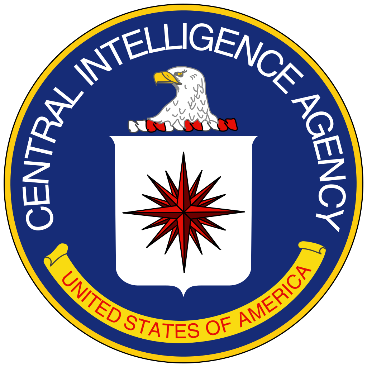 CENTRAL INTELLIGENCE AGENCY
UNITED STATES OF AMERICA